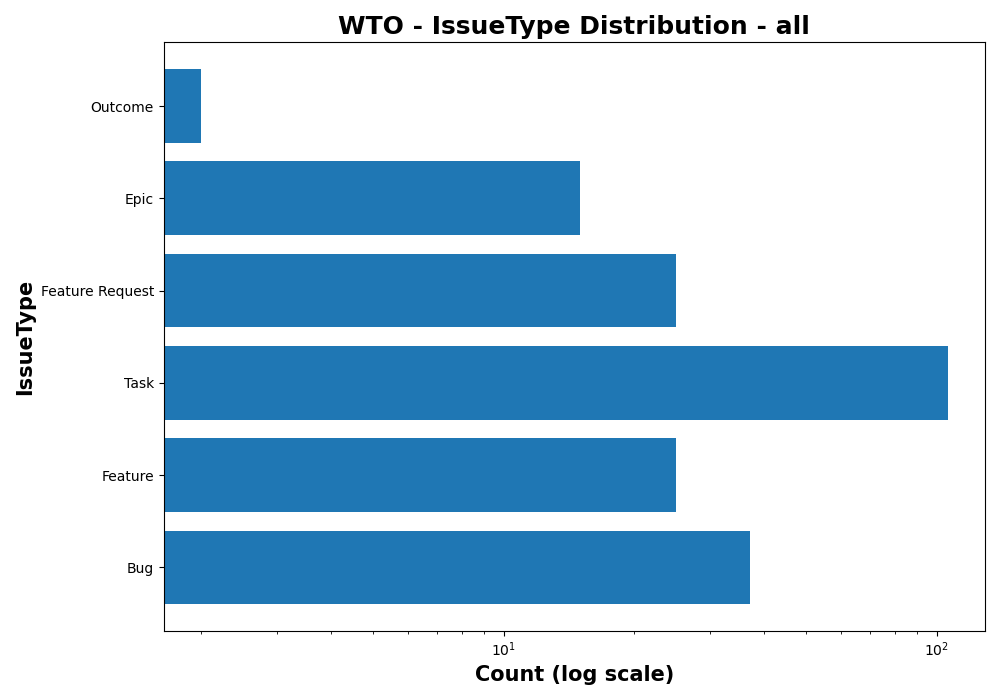 WTO - IssueType Distribution - all
IssueType
Outcome
Epic
Feature Request
Task
Feature
Bug
10¹
10²
Count (log scale)